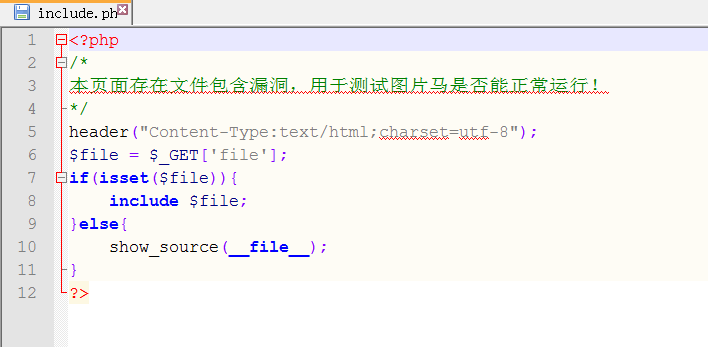 include.ph
1 <?php
2 /*
3 本页面存在文件包含漏洞，用于测试图片马是否能正常运行！
4 */
5 header("Content-Type:text/html;charset=utf-8");
6 $file = $_GET['file'];
7 if(isset($file)){
8     include $file;
9 }else{
10     show_source(__file__);
11 }
12 ?>